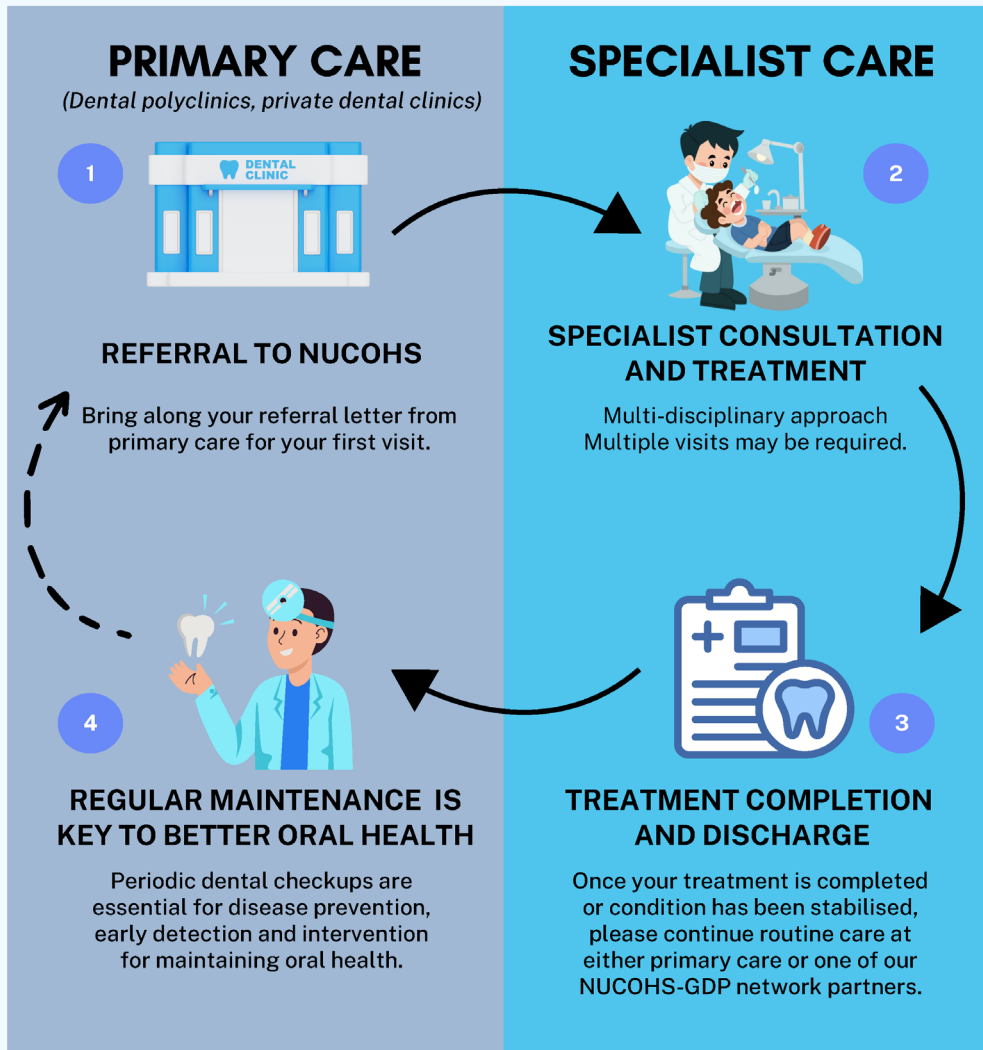 PRIMARY CARE
(Dental polyclinics, private dental clinics)
1
DENTAL
CLINIC
REFERRAL TO NUCOHS
Bring along your referral letter from
primary care for your first visit.
SPECIALIST CARE
2
SPECIALIST CONSULTATION
AND TREATMENT
Multi-disciplinary approach
Multiple visits may be required.
3
TREATMENT COMPLETION
AND DISCHARGE
Once your treatment is completed
or condition has been stabilised,
please continue routine care at
either primary care or one of our
NUCOHS-GDP network partners.
4
REGULAR MAINTENANCE IS
KEY TO BETTER ORAL HEALTH
Periodic dental checkups are
essential for disease prevention,
early detection and intervention
for maintaining oral health.